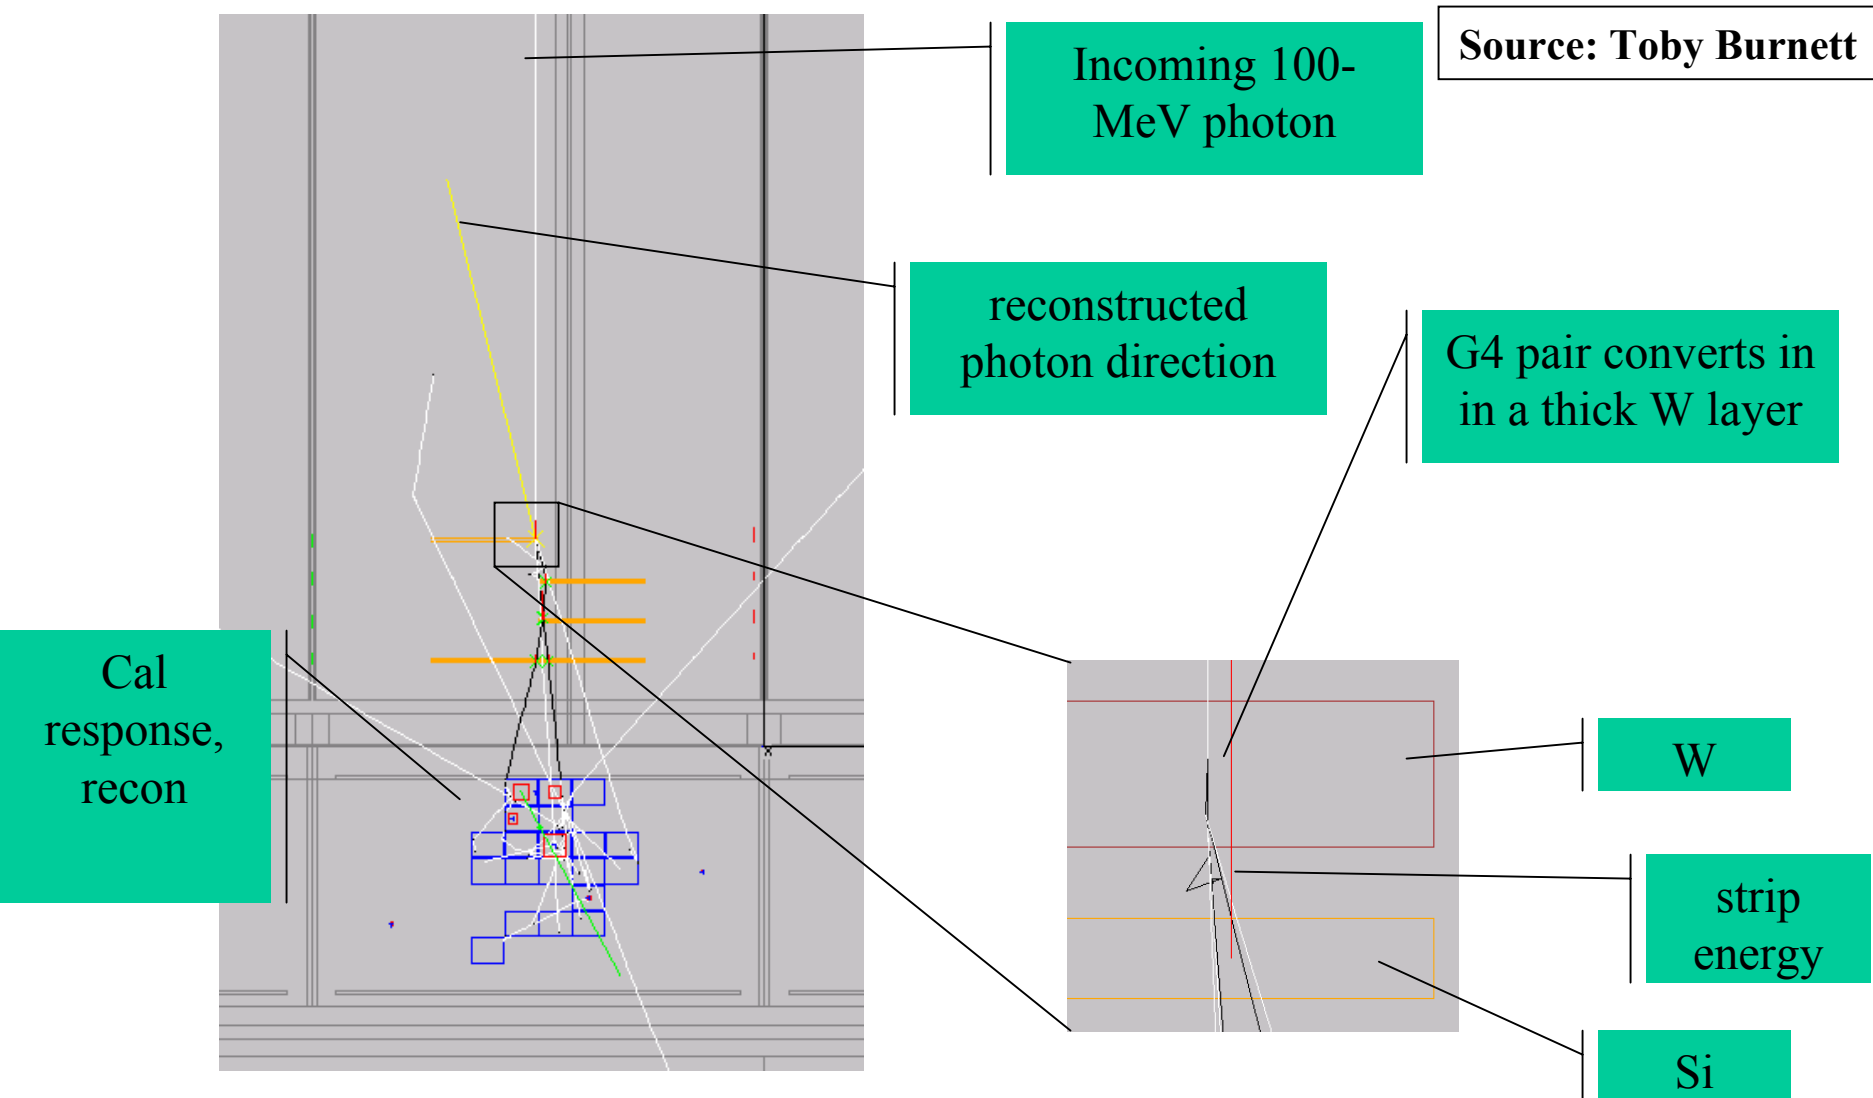 Source: Toby Burnett
Incoming 100-
MeV photon
reconstructed
photon direction
G4 pair converts in
in a thick W layer
Cal
response,
recon
W
strip
energy
Si
x